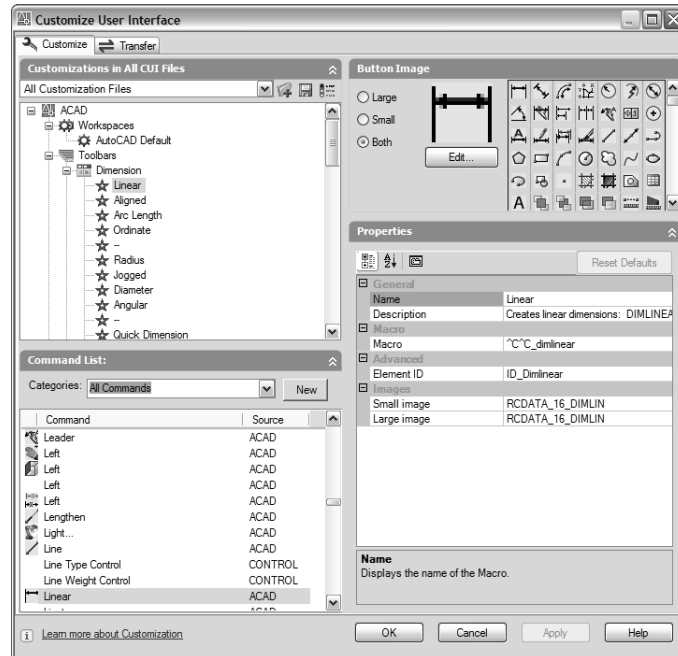 Customize User Interface
Customize
Transfer
Customizations in All CUI Files
All Customization Files
ACAD
Workspaces
AutoCAD Default
Toolbars
Dimension
Linear
Aligned
Arc Length
Ordinate
--
Radius
Jogged
Diameter
Angular
--
Quick Dimension
Command List:
Categories: All Commands
New
Command Source
Leader ACAD
Left ACAD
Left ACAD
Left ACAD
Left ACAD
Lengthen ACAD
Light... ACAD
Line ACAD
Line Type Control CONTROL
Line Weight Control CONTROL
Linear ACAD
Button Image
Large
Small
Both
Edit...
Properties
Reset Defaults
General
Name Linear
Description Creates linear dimensions: DIMLINEA
Macro
Macro ^C^C_dimlinear
Advanced
Element ID ID_Dimlinear
Images
Small image RCDATA_16_DIMLIN
Large image RCDATA_16_DIMLIN
Name
Displays the name of the Macro.
Learn more about Customization
OK
Cancel
Apply
Help